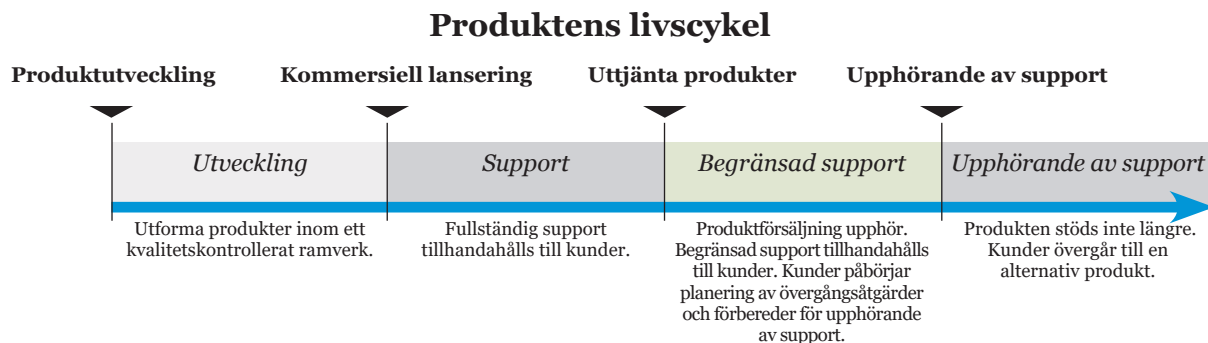 Produktens livscykel
Produktutveckling
Kommersiell lansering
Uttjänta produkter
Upphörande av support
Utveckling
Support
Begränsad support
Upphörande av support
Utforma produkter inom ett
kvalitetskontrollerat ramverk.
Fullständig support
tillhandahålls till kunder.
Produktförsäljning upphör.
Begränsad support tillhandahålls
till kunder. Kunder påbörjar
planering av övergångsåtgärder
och förbereder för upphörande
av support.
Produkten stöds inte längre.
Kunder övergår till en
alternativ produkt.